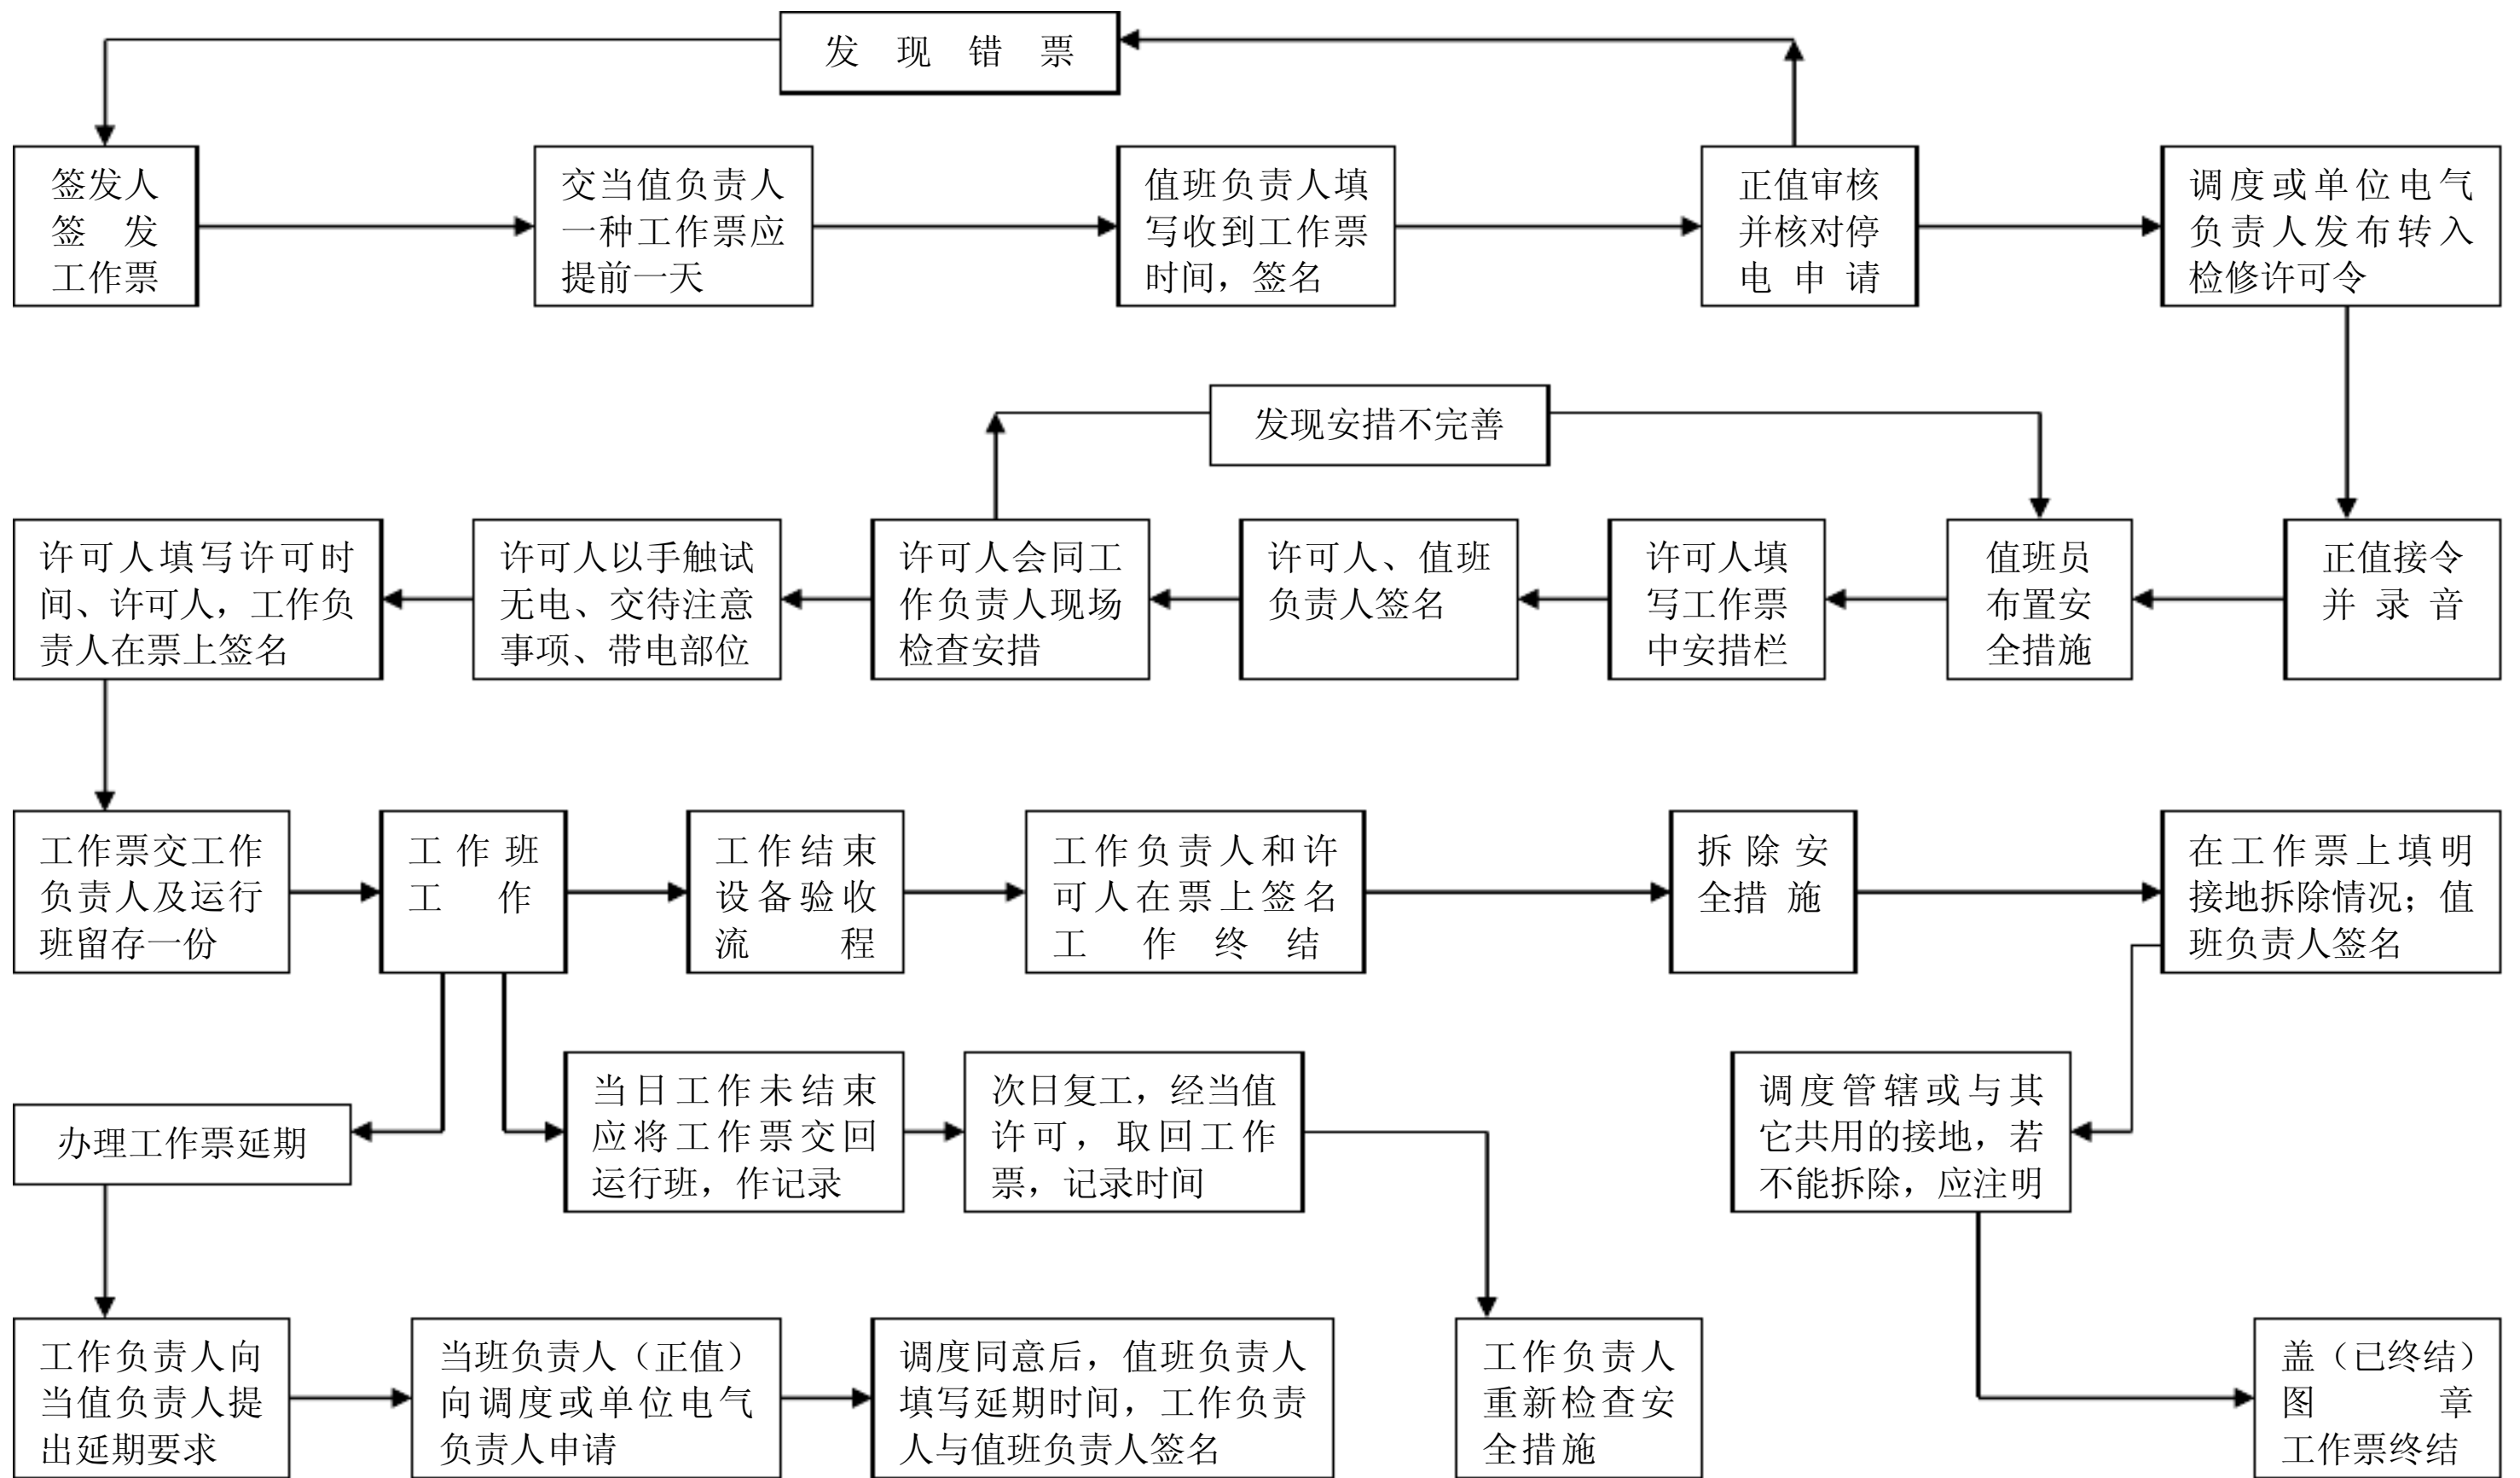 发现错票
签发人
签发
工作票
交当值负责人
一种工作票应
提前一天
值班负责人填
写收到工作票
时间，签名
正值审核
并核对停
电申请
调度或单位电气
负责人发布转入
检修许可令
发现安措不完善
许可人填写许可时
间、许可人，工作负
责人在票上签名
许可人以手触试
无电、交待注意
事项、带电部位
许可人会同工
作负责人现场
检查安措
许可人、值班
负责人签名
许可人填
写工作票
中安措栏
值班员
布置安
全措施
正值接令
并录音
工作票交工作
负责人及运行
班留存一份
工作班
工作
工作结束
设备验收
流程
工作负责人和许
可人在票上签名
工作终结
拆除安
全措施
在工作票上填明
接地拆除情况；值
班负责人签名
办理工作票延期
当日工作未结束
应将工作票交回
运行班，作记录
次日复工，经当值
许可，取回工作
票，记录时间
调度管辖或与其
它共用的接地，若
不能拆除，应注明
工作负责人向
当值负责人提
出延期要求
当班负责人（正值）
向调度或单位电气
负责人申请
调度同意后，值班负责人
填写延期时间，工作负责
人与值班负责人签名
工作负责人
重新检查安
全措施
盖（已终结）
图章
工作票终结